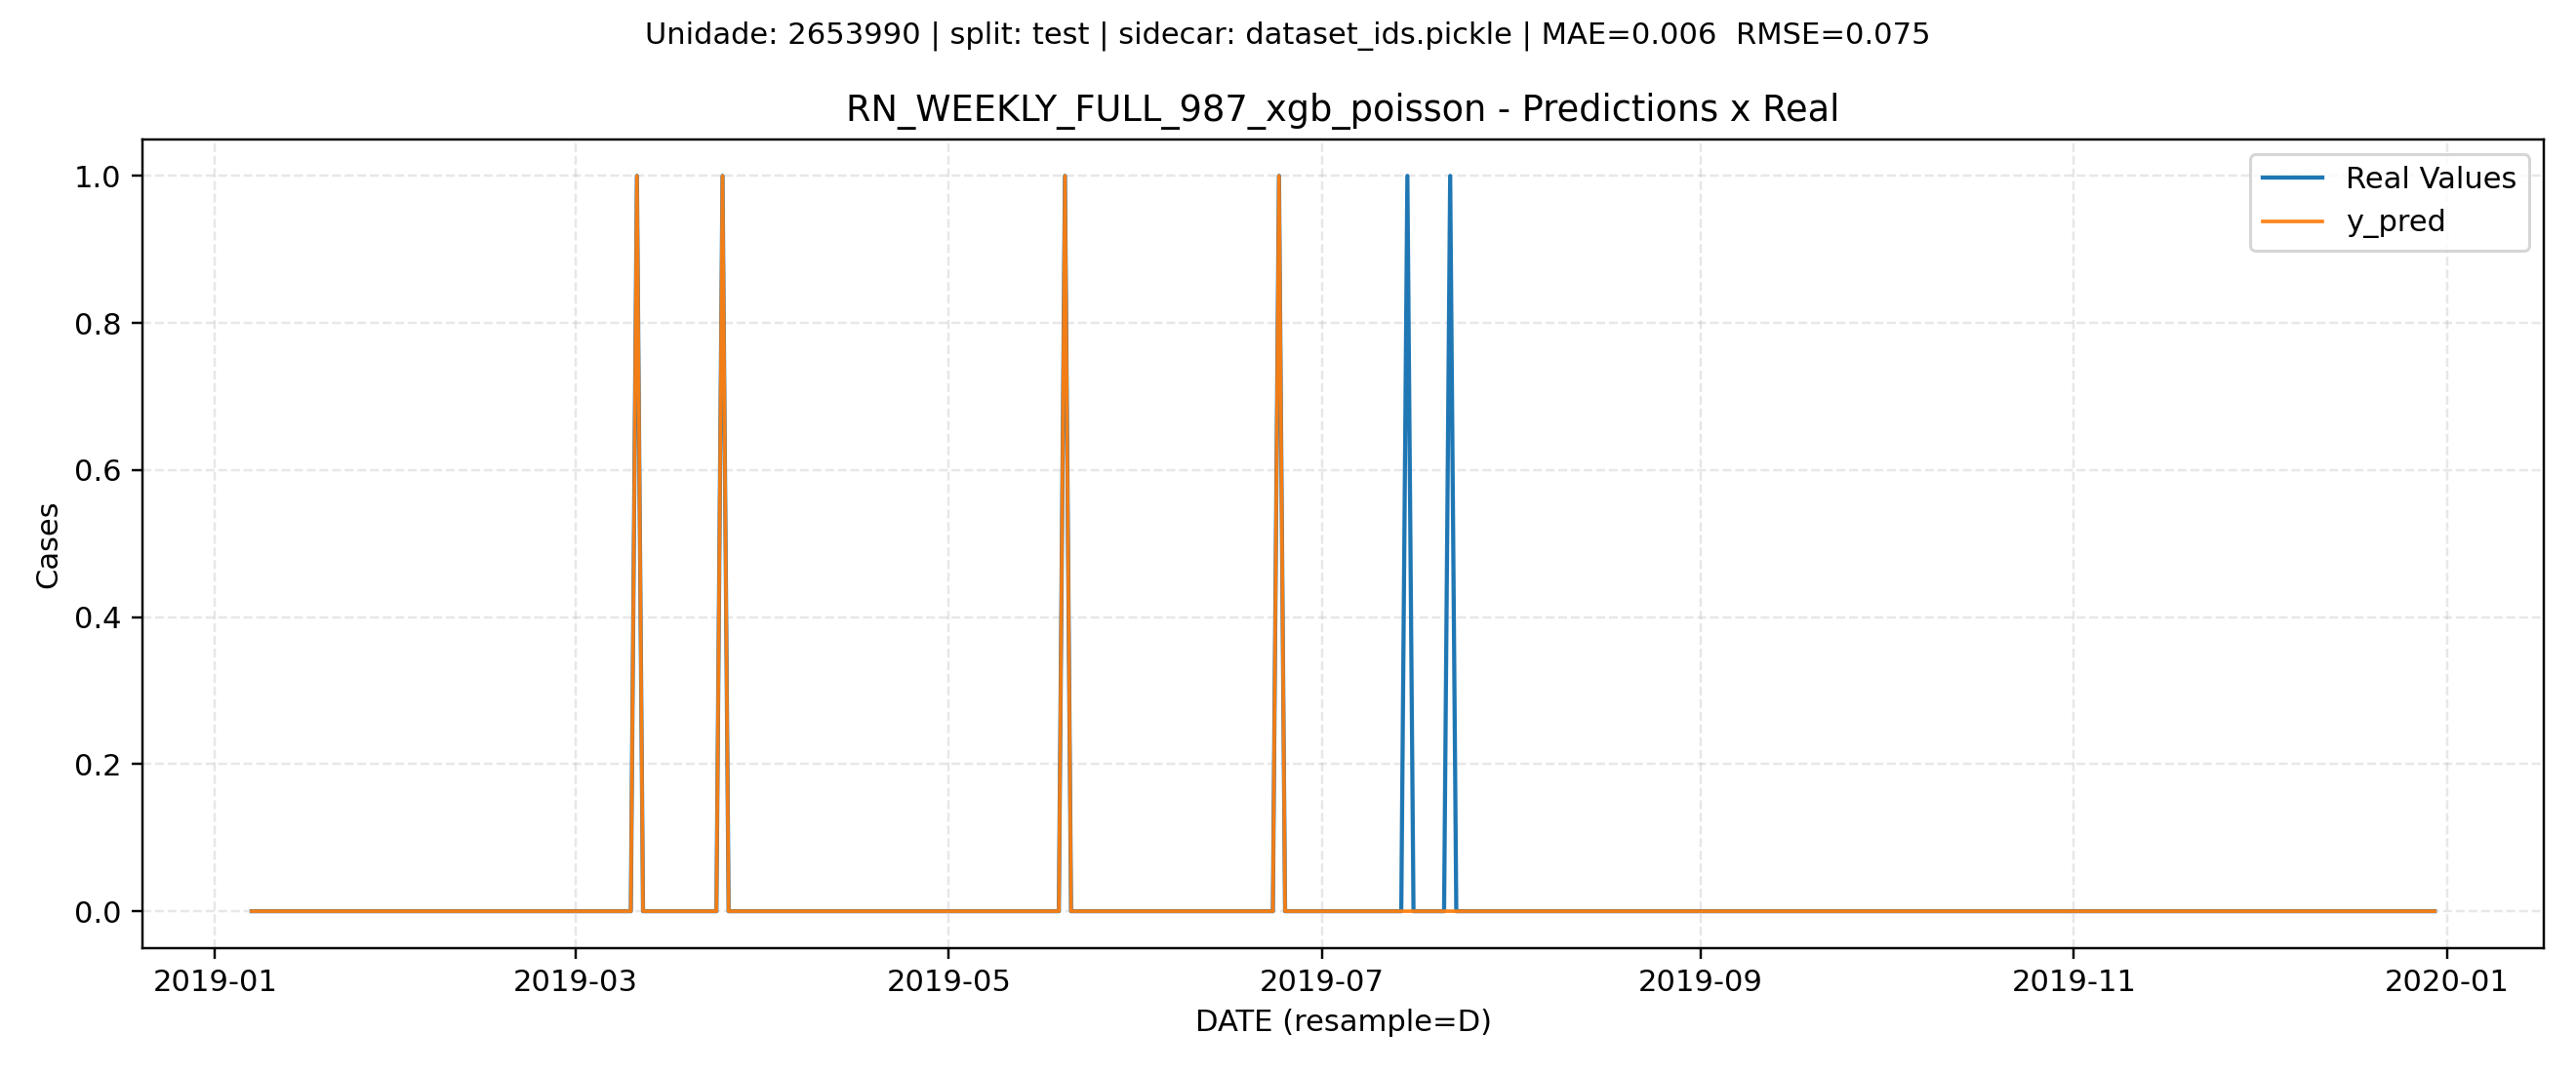 Unidade: 2653990 | split: test | sidecar: dataset_ids.pickle | MAE=0.006  RMSE=0.075
RN_WEEKLY_FULL_987_xgb_poisson - Predictions x Real
Real Values
y_pred
1.0
0.8
0.6
0.4
0.2
0.0
Cases
2019-01
2019-03
2019-05
2019-07
2019-09
2019-11
2020-01
DATE (resample=D)